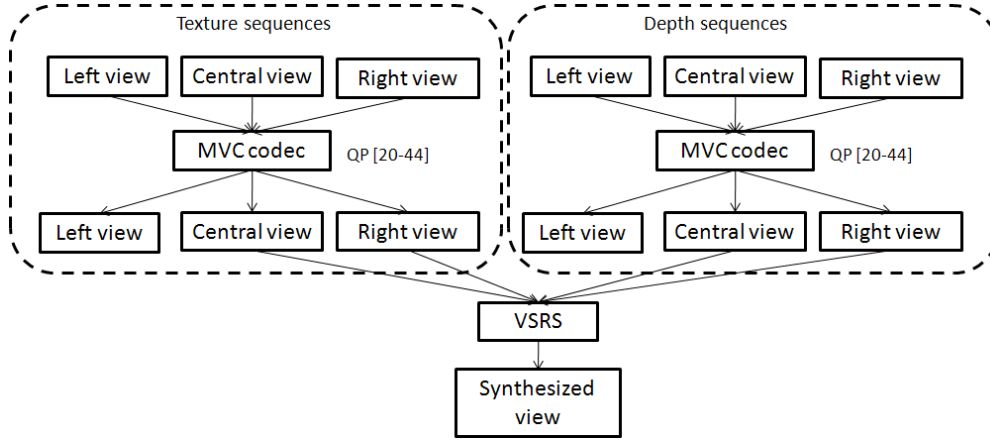 Texture sequences
Left view
Central view
Right view
MVC codec
QP [20-44]
Left view
Central view
Right view
Depth sequences
Left view
Central view
Right view
MVC codec
QP [20-44]
Left view
Central view
Right view
VSRS
Synthesized
view